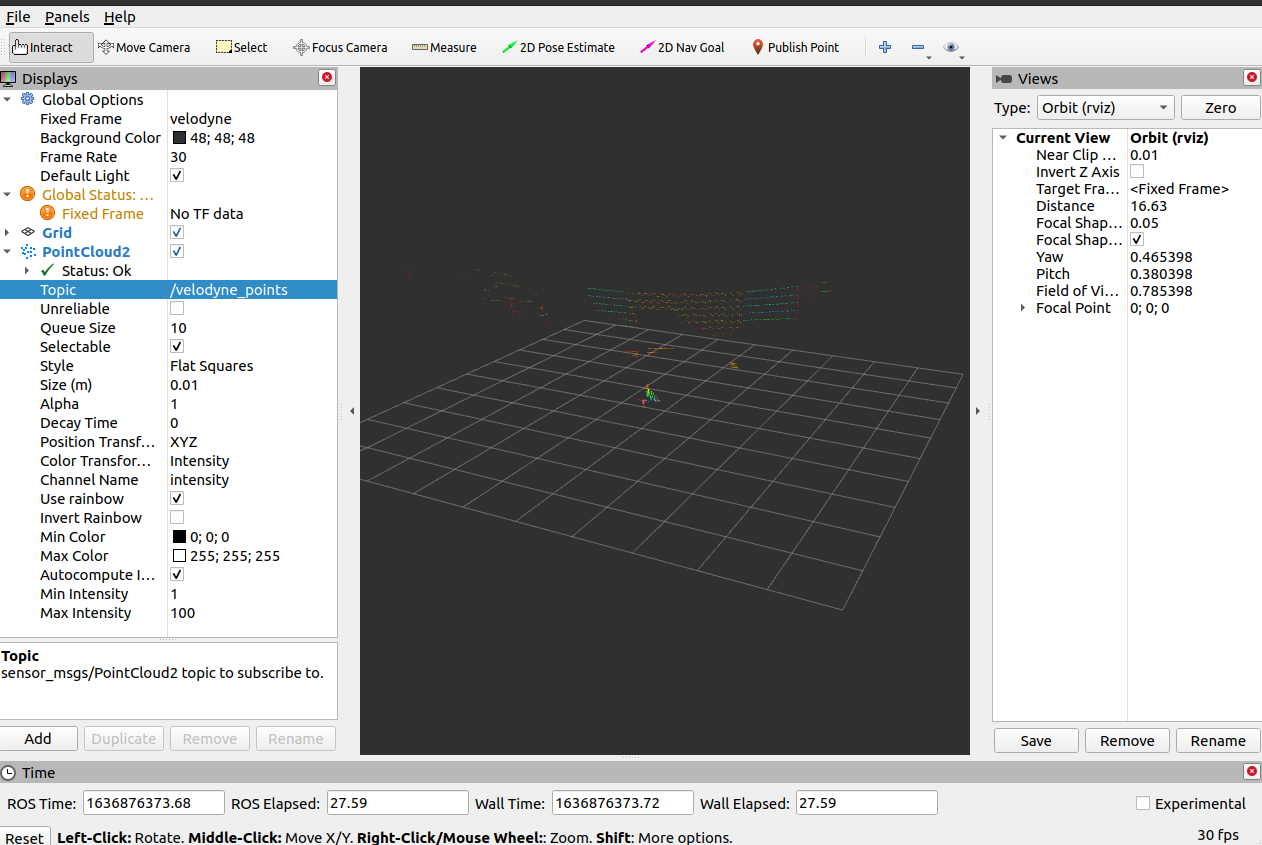 File Panels Help
Interact Move Camera Select Focus Camera Measure 2D Pose Estimate 2D Nav Goal Publish Point
Displays
Global Options
Fixed Frame velodyne
Background Color 48; 48; 48
Frame Rate 30
Default Light
Global Status: ...
Fixed Frame No TF data
Grid
PointCloud2
Status: Ok
Topic /velodyne_points
Unreliable
Queue Size 10
Selectable
Style Flat Squares
Size (m) 0.01
Alpha 1
Decay Time 0
Position Transf... XYZ
Color Transfor... Intensity
Channel Name intensity
Use rainbow
Invert Rainbow
Min Color 0; 0; 0
Max Color 255; 255; 255
Autocompute I...
Min Intensity 1
Max Intensity 100
Topic
sensor_msgs/PointCloud2 topic to subscribe to.
Add Duplicate Remove Rename
Views
Type: Orbit (rviz) Zero
Current View Orbit (rviz)
Near Clip ... 0.01
Invert Z Axis
Target Fra... <Fixed Frame>
Distance 16.63
Focal Shap... 0.05
Focal Shap...
Yaw 0.465398
Pitch 0.380398
Field of Vi... 0.785398
Focal Point 0; 0; 0
Save Remove Rename
Time
ROS Time: 1636876373.68 ROS Elapsed: 27.59 Wall Time: 1636876373.72 Wall Elapsed: 27.59 Experimental
Reset Left-Click: Rotate. Middle-Click: Move X/Y. Right-Click/Mouse Wheel:: Zoom. Shift: More options. 30 fps